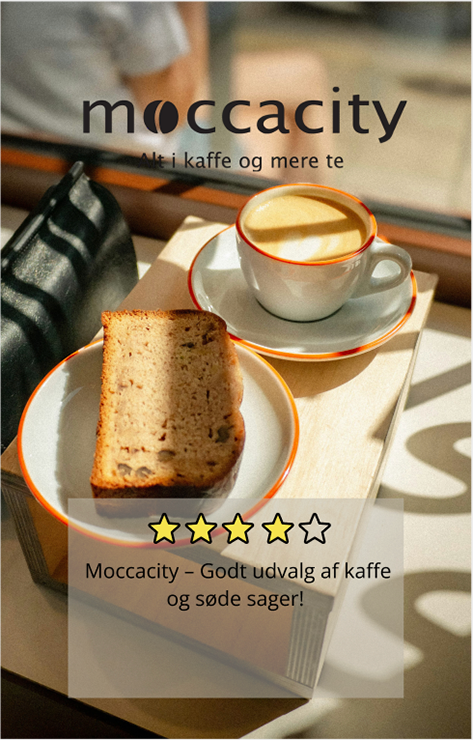 moccacity
Alt i kaffe og mere te
Moccacity – Godt udvalg af kaffe
og søde sager!